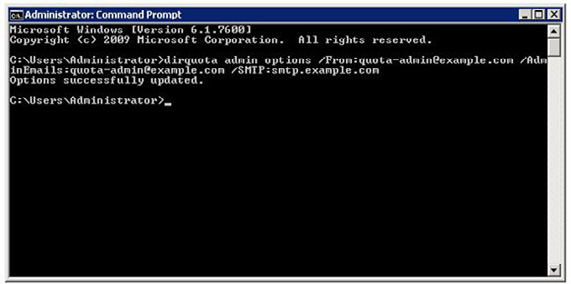 Administrator: Command Prompt
Microsoft Windows [Version 6.1.7600]
Copyright (c) 2009 Microsoft Corporation.  All rights reserved.
C:\Users\Administrator>dirquota admin options /From:quota-admin@example.com /Adm
inEmails:quota-admin@example.com /SMTP:smtp.example.com
Options successfully updated.
C:\Users\Administrator>_